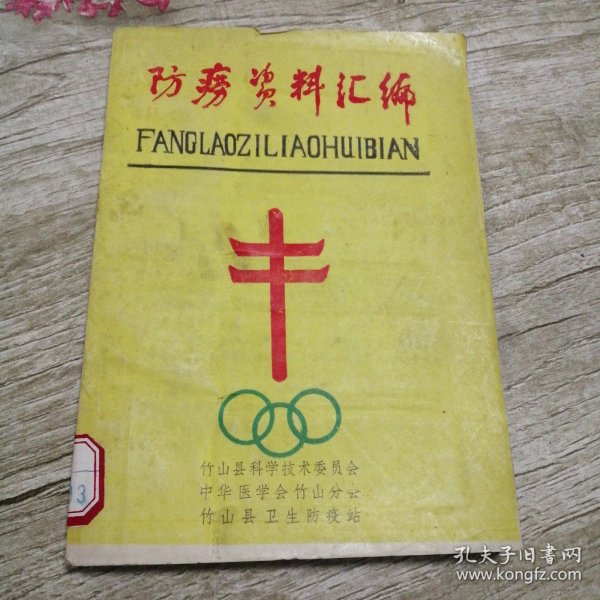 防痨资料汇编
FANGLAOZILIAOHUIBIAN
竹山县科学技术委员会
中华医学会竹山分会
竹山县卫生防疫站
3
孔夫子旧书网
www.kongfz.com